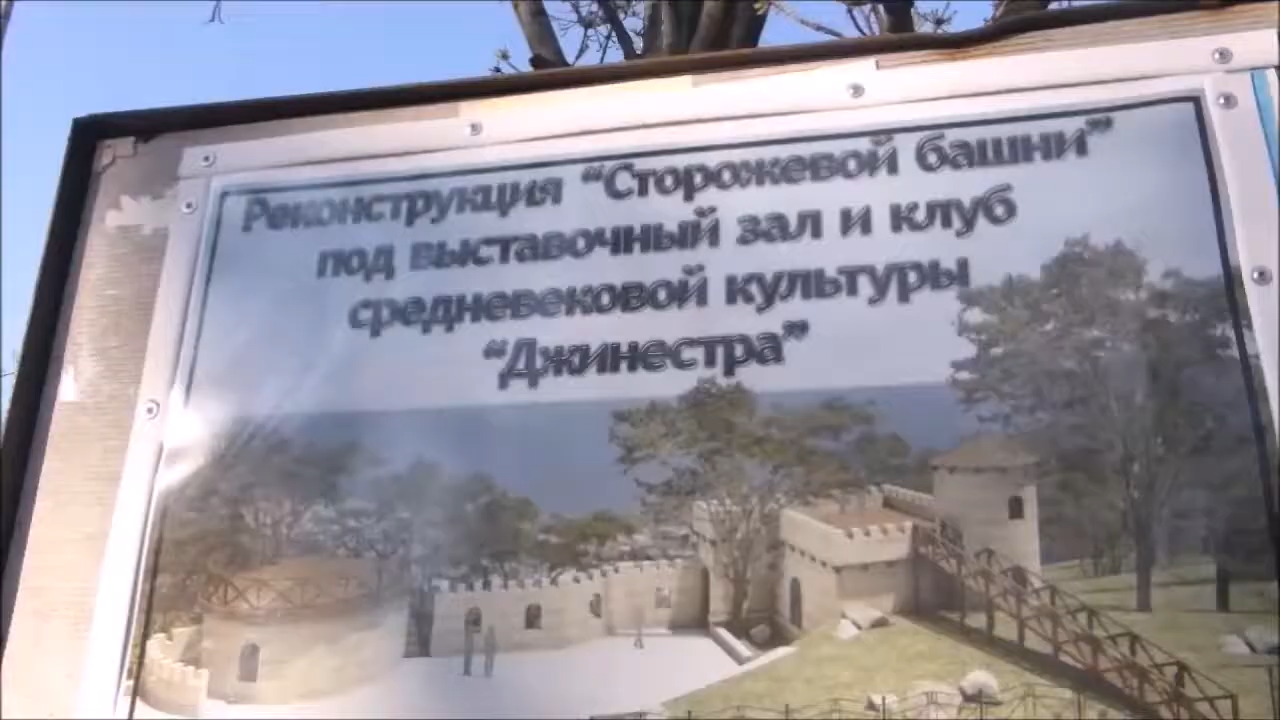 Реконструкция “Сторожевой башни”
под выставочный зал и клуб
средневековой культуры
“Джинестра”